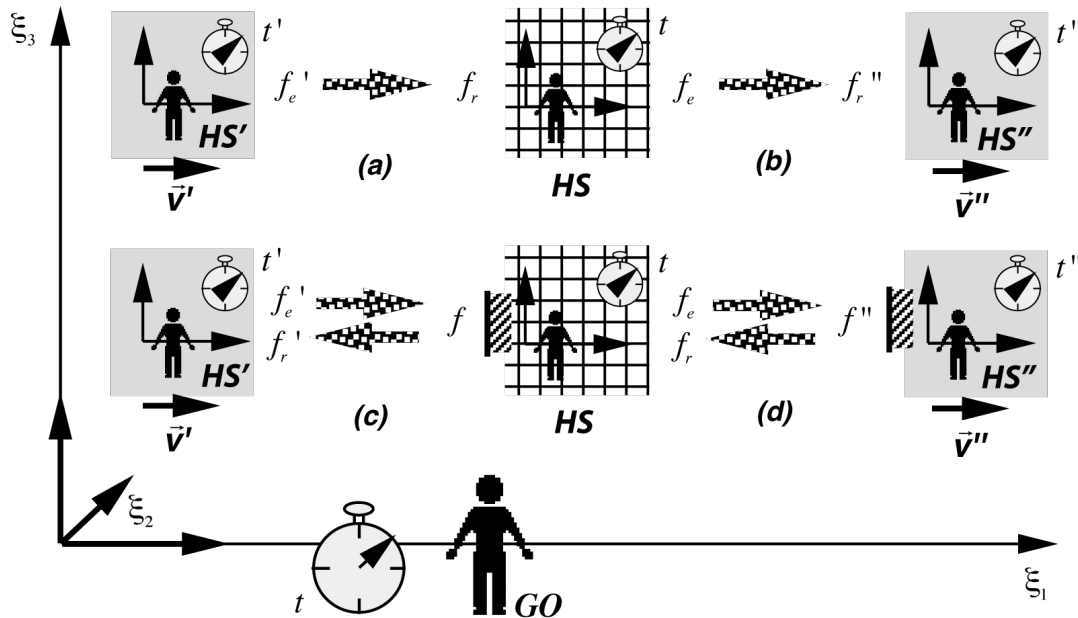 ξ₃ t' t t'
f_e' f_r f_e f_r"
HS' HS"
(a) (b)
HS
v⃗' v⃗"
t' t t"
f_e' f f_e f"
f_r' f_r
HS' HS"
(c) (d)
HS
v⃗' v⃗"
ξ₂
t GO ξ₁